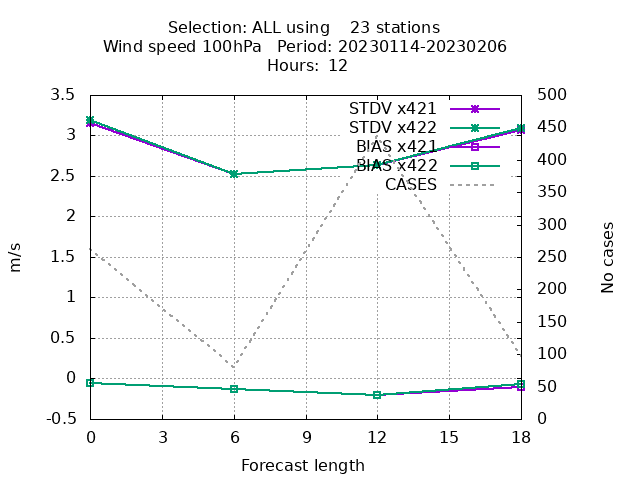 Selection: ALL using    23 stations
Wind speed 100hPa   Period: 20230114-20230206
Hours: 12
3.5
3
2.5
2
1.5
1
0.5
0
-0.5
m/s
STDV x421
STDV x422
BIAS x421
BIAS x422
CASES
500
450
400
350
300
250
200
150
100
50
0
No cases
0 3 6 9 12 15 18
Forecast length